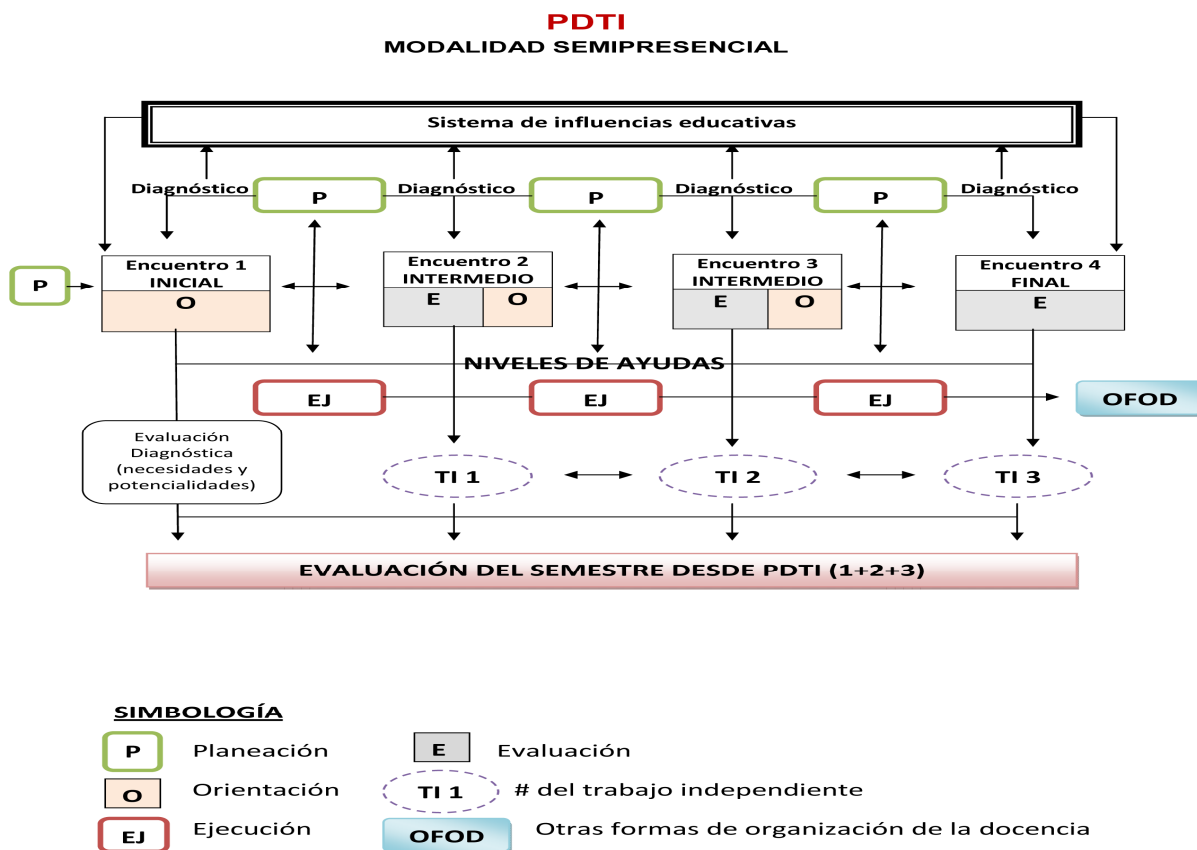 PDTI
MODALIDAD SEMIPRESENCIAL
Sistema de influencias educativas
Diagnóstico
P
Diagnóstico
P
Diagnóstico
P
Diagnóstico
P
Encuentro 1
INICIAL
O
Encuentro 2
INTERMEDIO
E
O
Encuentro 3
INTERMEDIO
E
O
Encuentro 4
FINAL
E
NIVELES DE AYUDAS
EJ
EJ
EJ
OFOD
Evaluación
Diagnóstica
(necesidades y
potencialidades)
TI 1
TI 2
TI 3
EVALUACIÓN DEL SEMESTRE DESDE PDTI (1+2+3)
SIMBOLOGÍA
P Planeación
E Evaluación
O Orientación
TI 1 # del trabajo independiente
EJ Ejecución
OFOD Otras formas de organización de la docencia